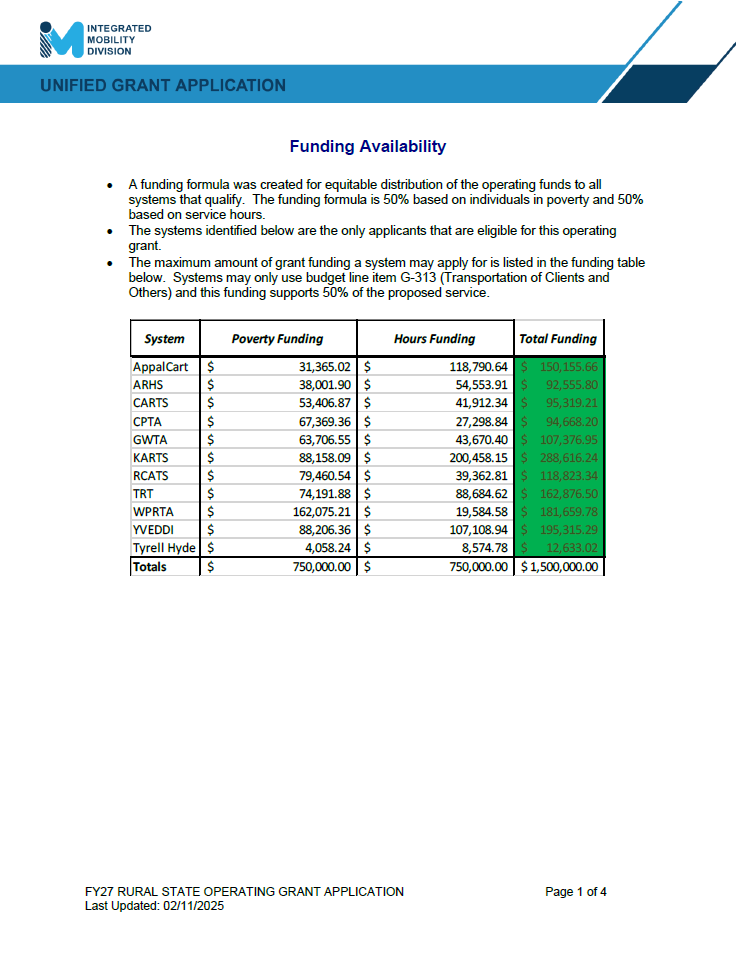 INTEGRATED
MOBILITY
DIVISION
UNIFIED GRANT APPLICATION
Funding Availability
• A funding formula was created for equitable distribution of the operating funds to all
systems that qualify. The funding formula is 50% based on individuals in poverty and 50%
based on service hours.
• The systems identified below are the only applicants that are eligible for this operating
grant.
• The maximum amount of grant funding a system may apply for is listed in the funding table
below. Systems may only use budget line item G-313 (Transportation of Clients and
Others) and this funding supports 50% of the proposed service.
System Poverty Funding Hours Funding Total Funding
AppalCart $ 31,365.02 $ 118,790.64 $ 150,155.66
ARHS $ 38,001.90 $ 54,553.91 $ 92,555.80
CARTS $ 53,406.87 $ 41,912.34 $ 95,319.21
CPTA $ 67,369.36 $ 27,298.84 $ 94,668.20
GWTA $ 63,706.55 $ 43,670.40 $ 107,376.95
KARTS $ 88,158.09 $ 200,458.15 $ 288,616.24
RCATS $ 79,460.54 $ 39,362.81 $ 118,823.34
TRT $ 74,191.88 $ 88,684.62 $ 162,876.50
WPRTA $ 162,075.21 $ 19,584.58 $ 181,659.78
YVEDDI $ 88,206.36 $ 107,108.94 $ 195,315.29
Tyrell Hyde $ 4,058.24 $ 8,574.78 $ 12,633.02
Totals $ 750,000.00 $ 750,000.00 $ 1,500,000.00
FY27 RURAL STATE OPERATING GRANT APPLICATION Page 1 of 4
Last Updated: 02/11/2025